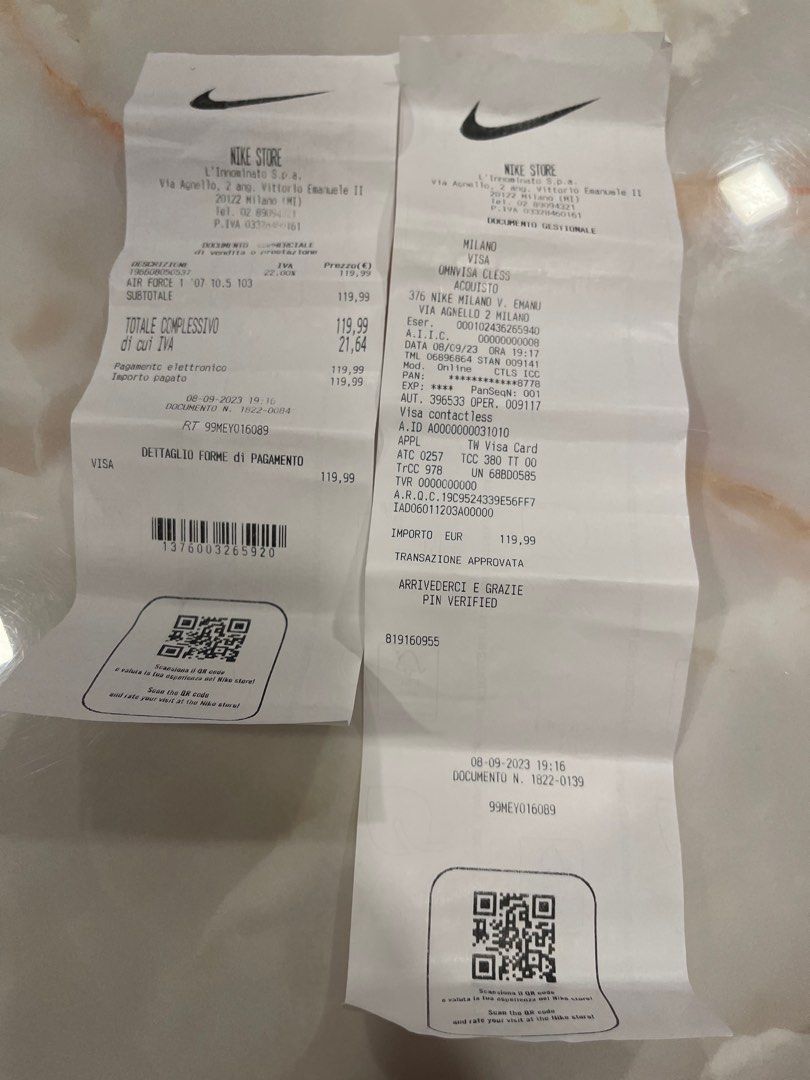 NIKE STORE
L'Innominato S.p.a.
Via Agnello, 2 ang. Vittorio Emanuele II
20122 Milano (MI)
Tel. 02 89094321
P.IVA 03328460161
DOCUMENTO COMMERCIALE
di vendita o prestazione
DESCRIZIONE IVA Prezzo(€)
196608050537 22.00% 119,99
AIR FORCE 1 '07 10.5 103
SUBTOTALE 119,99
TOTALE COMPLESSIVO 119,99
di cui IVA 21,64
Pagamento elettronico 119,99
Importo pagato 119,99
08-09-2023 19:16
DOCUMENTO N. 1822-0084
RT 99MEY016089
DETTAGLIO FORME di PAGAMENTO
VISA 119,99
1376003265920
Scansiona il QR code
e valuta la tua esperienza nel Nike store!
Scan the QR code
and rate your visit at the Nike store!
NIKE STORE
L'Innominato S.p.a.
Via Agnello, 2 ang. Vittorio Emanuele II
20122 Milano (MI)
Tel. 02 89094321
P.IVA 03328460161
DOCUMENTO GESTIONALE
MILANO
VISA
OMNVISA CLESS
ACQUISTO
376 NIKE MILANO V. EMANU
VIA AGNELLO 2 MILANO
Eser. 000102436265940
A.I.I.C. 00000000008
DATA 08/09/23 ORA 19:17
TML 06896864 STAN 009141
Mod. Online CTLS ICC
PAN: ************8778
EXP: **** PanSeqN: 001
AUT. 396533 OPER. 009117
Visa contactless
A.ID A0000000031010
APPL TW Visa Card
ATC 0257 TCC 380 TT 00
TrCC 978 UN 68BD0585
TVR 0000000000
A.R.Q.C.19C9524339E56FF7
IAD06011203A00000
IMPORTO EUR 119,99
TRANSAZIONE APPROVATA
ARRIVEDERCI E GRAZIE
PIN VERIFIED
819160955
08-09-2023 19:16
DOCUMENTO N. 1822-0139
99MEY016089
Scansiona il QR code
e valuta la tua esperienza nel Nike store!
Scan the QR code
and rate your visit at the Nike store!